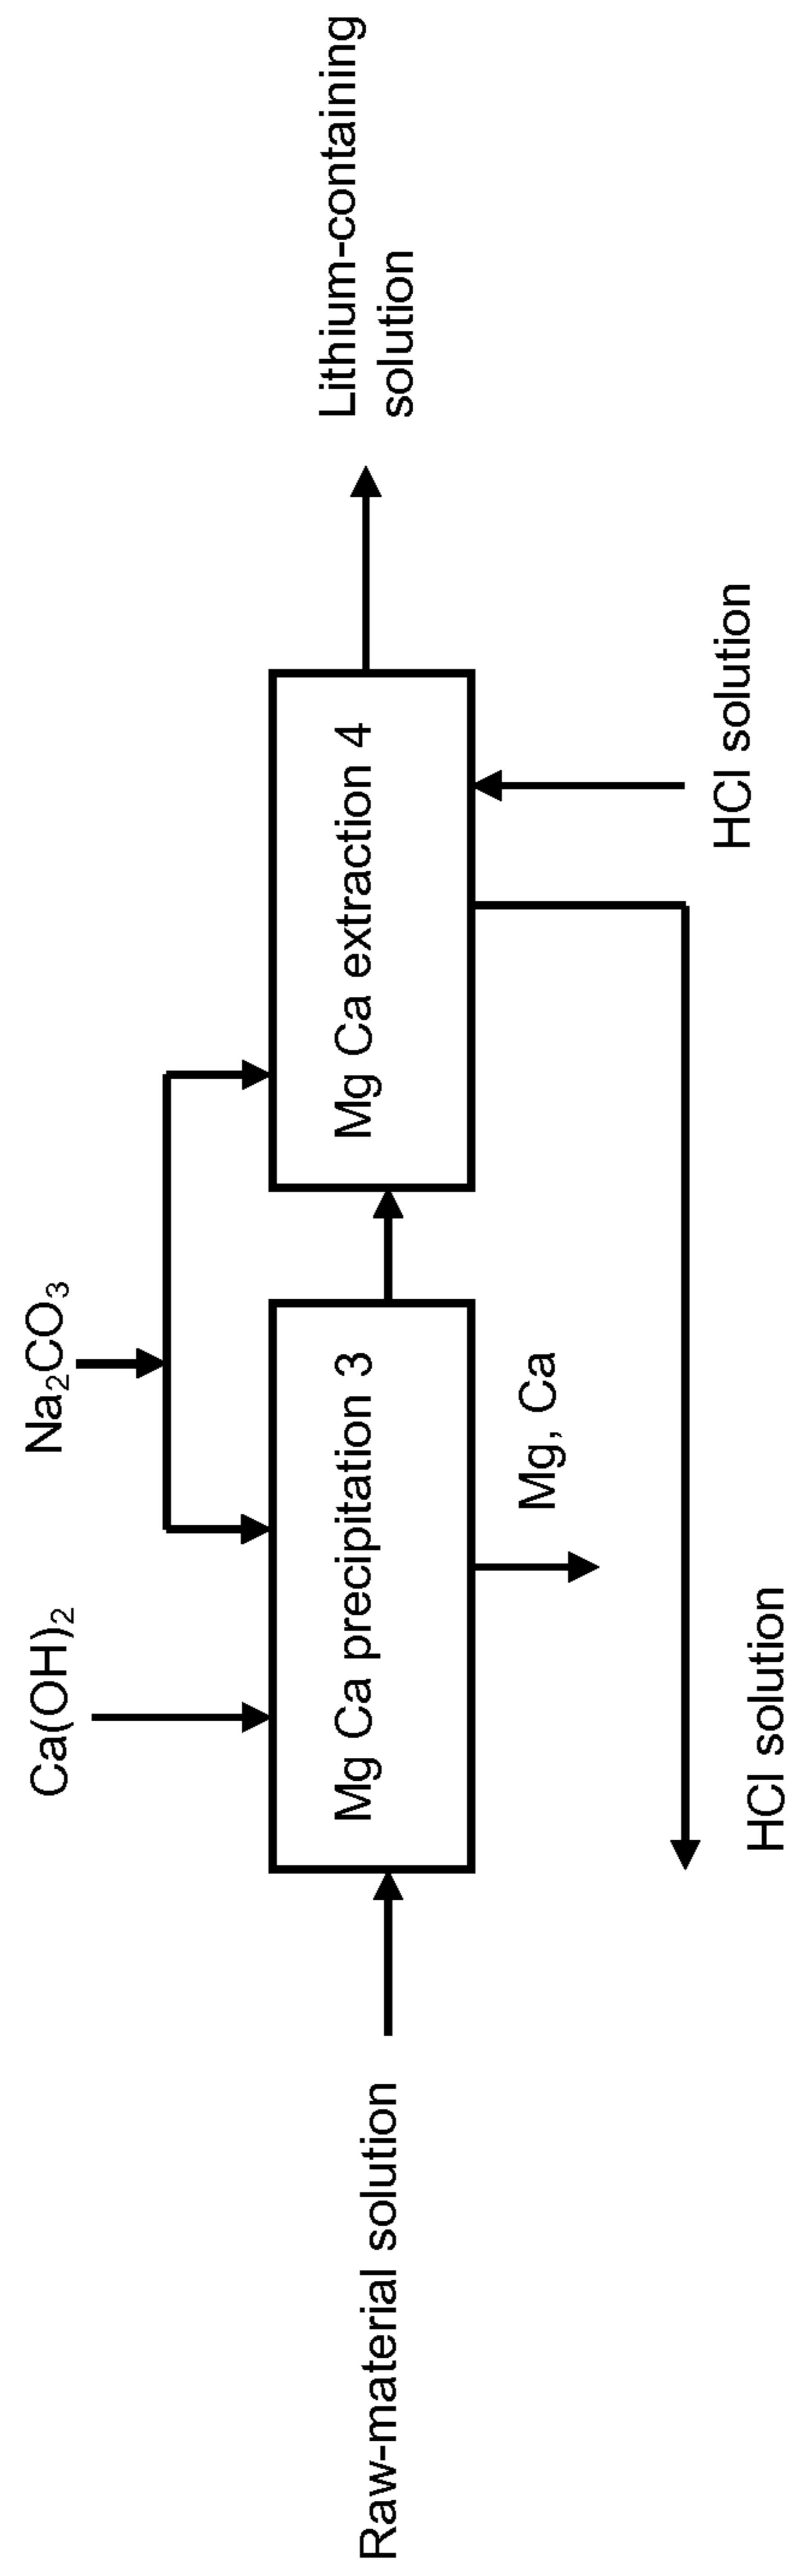 Ca(OH)2
Na2CO3
Raw-material solution
Mg Ca precipitation 3
Mg Ca extraction 4
Lithium-containing
solution
Mg, Ca
HCl solution
HCl solution